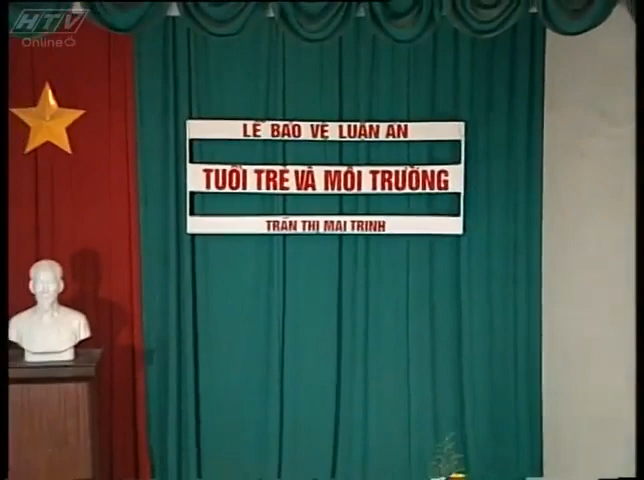 HTV
Online
LỄ BẢO VỆ LUẬN ÁN
TUỔI TRẺ VÀ MÔI TRƯỜNG
TRẦN THỊ MAI TRINH